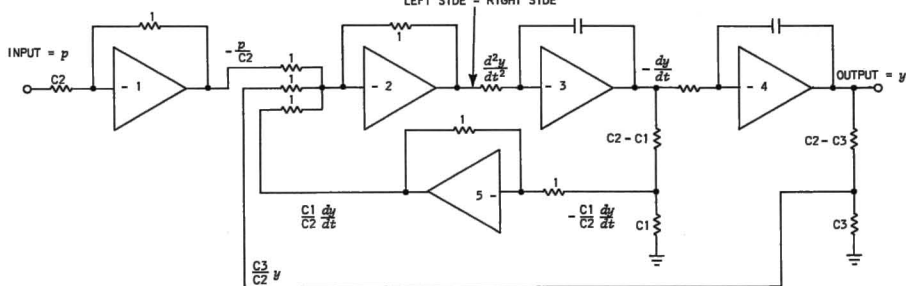 LEFT SIDE – RIGHT SIDE
INPUT = p
C2
1
- 1
-p/C2
1
1
1
1
- 2
d²y/dt²
- 3
-dy/dt
- 4
OUTPUT = y
C2-C1
C2-C3
1
5 -
1
C1/C2 dy/dt
-C1/C2 dy/dt
C1
C3
C3/C2 y